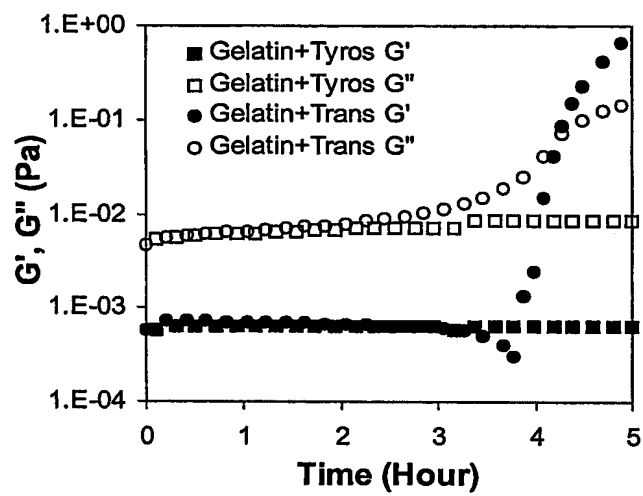 1.E+00
1.E-01
1.E-02
1.E-03
1.E-04
G', G" (Pa)
Gelatin+Tyros G'
Gelatin+Tyros G"
Gelatin+Trans G'
Gelatin+Trans G"
0 1 2 3 4 5
Time (Hour)